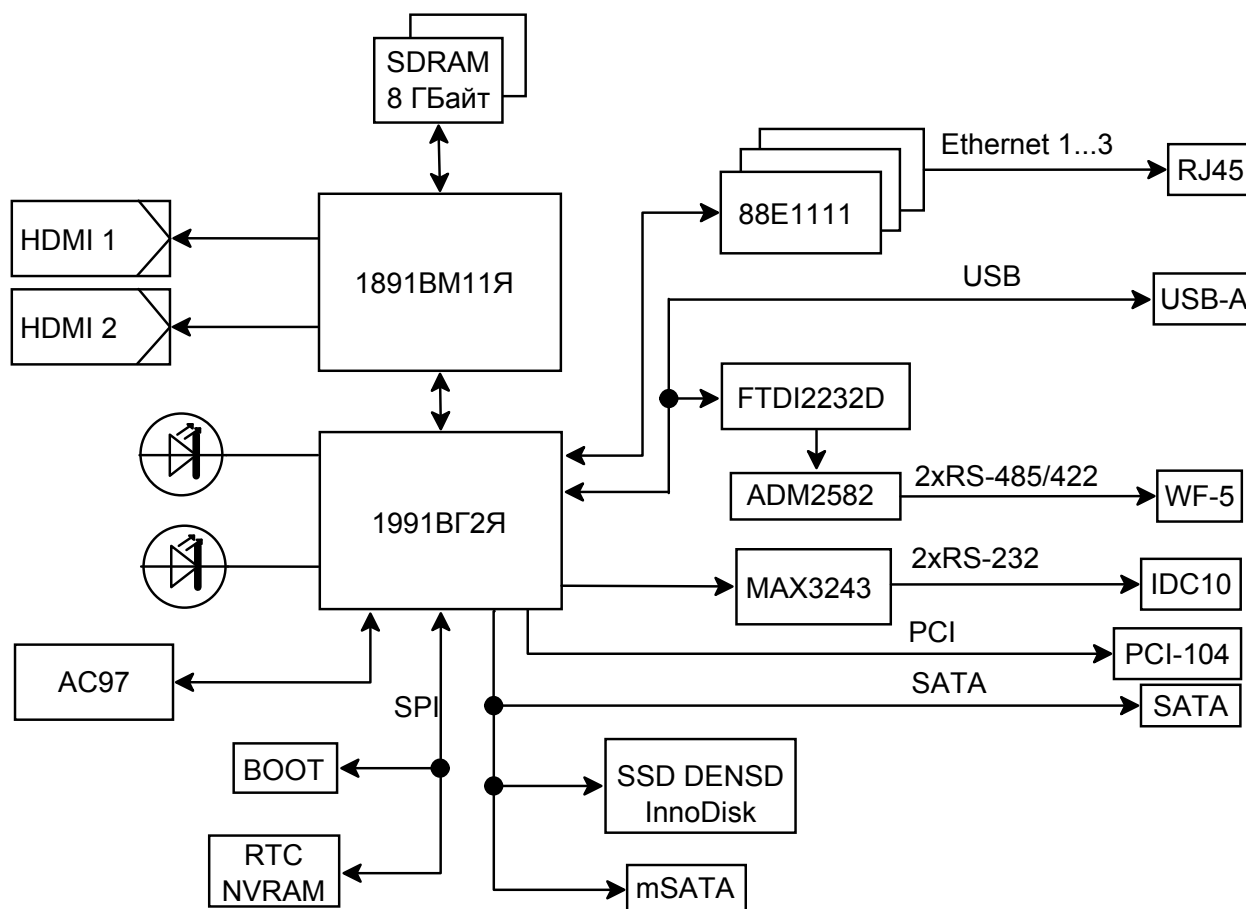 SDRAM
8 ГБайт
Ethernet 1...3
RJ45
88E1111
HDMI 1
1891ВМ11Я
USB
USB-A
HDMI 2
FTDI2232D
ADM2582
2xRS-485/422
WF-5
1991ВГ2Я
2xRS-232
MAX3243
IDC10
PCI
PCI-104
AC97
SPI
SATA
SATA
BOOT
SSD DENSD
InnoDisk
RTC
NVRAM
mSATA